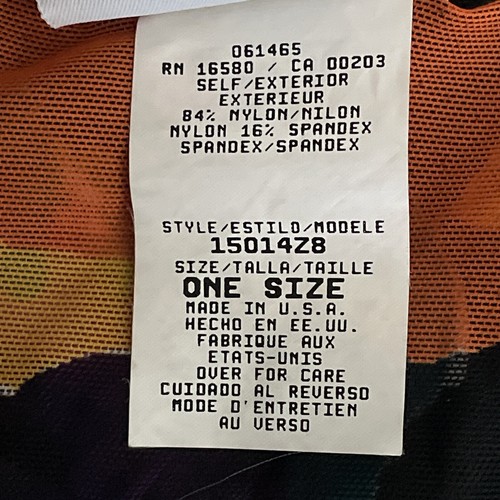 061465
RN 16580 / CA 00203
SELF/EXTERIOR
EXTERIEUR
84% NYLON/NILON
NYLON 16% SPANDEX
SPANDEX/SPANDEX
STYLE/ESTILO/MODELE
15014Z8
SIZE/TALLA/TAILLE
ONE SIZE
MADE IN U.S.A.
HECHO EN EE.UU.
FABRIQUE AUX
ETATS-UNIS
OVER FOR CARE
CUIDADO AL REVERSO
MODE D'ENTRETIEN
AU VERSO